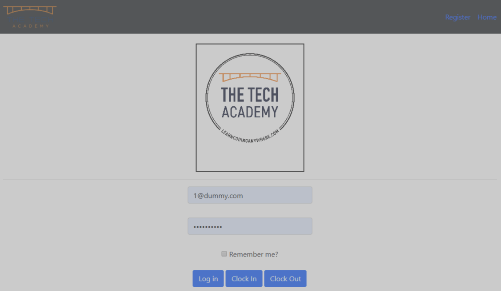 Register Home
ACADEMY
THE TECH
ACADEMY
LEARNCODINGANYWHERE.COM
1@dummy.com
••••••••••
Remember me?
Log in Clock In Clock Out